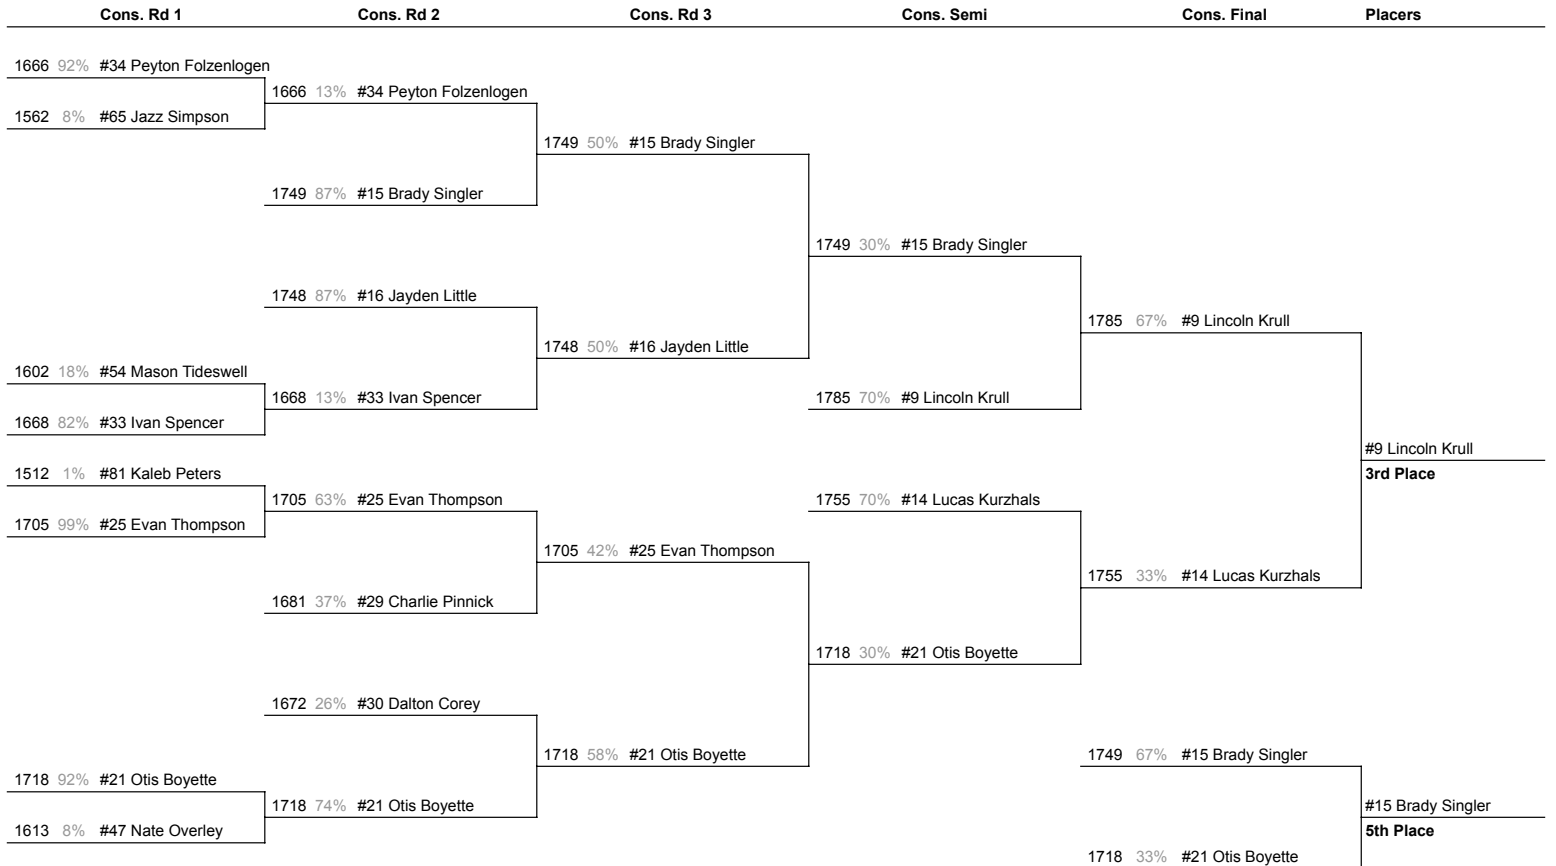 Cons. Rd 1 Cons. Rd 2 Cons. Rd 3 Cons. Semi Cons. Final Placers
1666 92% #34 Peyton Folzenlogen
1666 13% #34 Peyton Folzenlogen
1562 8% #65 Jazz Simpson
1749 50% #15 Brady Singler
1749 87% #15 Brady Singler
1749 30% #15 Brady Singler
1748 87% #16 Jayden Little
1785 67% #9 Lincoln Krull
1748 50% #16 Jayden Little
1602 18% #54 Mason Tideswell
1668 13% #33 Ivan Spencer
1785 70% #9 Lincoln Krull
1668 82% #33 Ivan Spencer
#9 Lincoln Krull
1512 1% #81 Kaleb Peters
3rd Place
1705 63% #25 Evan Thompson
1755 70% #14 Lucas Kurzhals
1705 99% #25 Evan Thompson
1705 42% #25 Evan Thompson
1755 33% #14 Lucas Kurzhals
1681 37% #29 Charlie Pinnick
1718 30% #21 Otis Boyette
1672 26% #30 Dalton Corey
1718 58% #21 Otis Boyette
1749 67% #15 Brady Singler
1718 92% #21 Otis Boyette
1718 74% #21 Otis Boyette
#15 Brady Singler
1613 8% #47 Nate Overley
5th Place
1718 33% #21 Otis Boyette